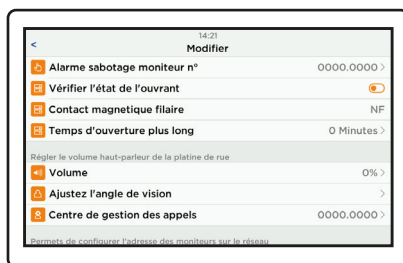 14:21
<
Modifier
Alarme sabotage moniteur n° 0000.0000 >
Vérifier l'état de l'ouvrant
Contact magnetique filaire NF
Temps d'ouverture plus long 0 Minutes >
Régler le volume haut-parleur de la platine de rue
Volume 0% >
Ajustez l'angle de vision >
Centre de gestion des appels 0000.0000 >
Permets de configurer l'adresse des moniteurs sur le réseau